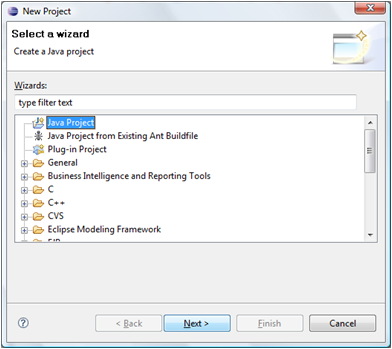 New Project
Select a wizard
Create a Java project
Wizards:
type filter text
Java Project
Java Project from Existing Ant Buildfile
Plug-in Project
General
Business Intelligence and Reporting Tools
C
C++
CVS
Eclipse Modeling Framework
EJB
? < Back Next > Finish Cancel